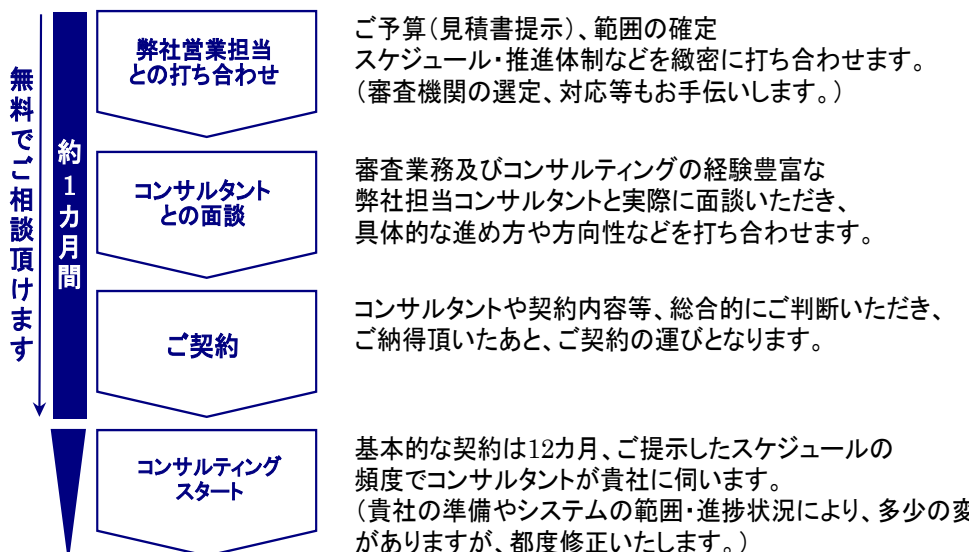 無料でご相談頂けます
約1カ月間
弊社営業担当
との打ち合わせ
ご予算(見積書提示)、範囲の確定
スケジュール・推進体制などを緻密に打ち合わせます。
(審査機関の選定、対応等もお手伝いします。)
コンサルタント
との面談
審査業務及びコンサルティングの経験豊富な
弊社担当コンサルタントと実際に面談いただき、
具体的な進め方や方向性などを打ち合わせます。
ご契約
コンサルタントや契約内容等、総合的にご判断いただき、
ご納得頂いたあと、ご契約の運びとなります。
コンサルティング
スタート
基本的な契約は12カ月、ご提示したスケジュールの
頻度でコンサルタントが貴社に伺います。
(貴社の準備やシステムの範囲・進捗状況により、多少の変
がありますが、都度修正いたします。)